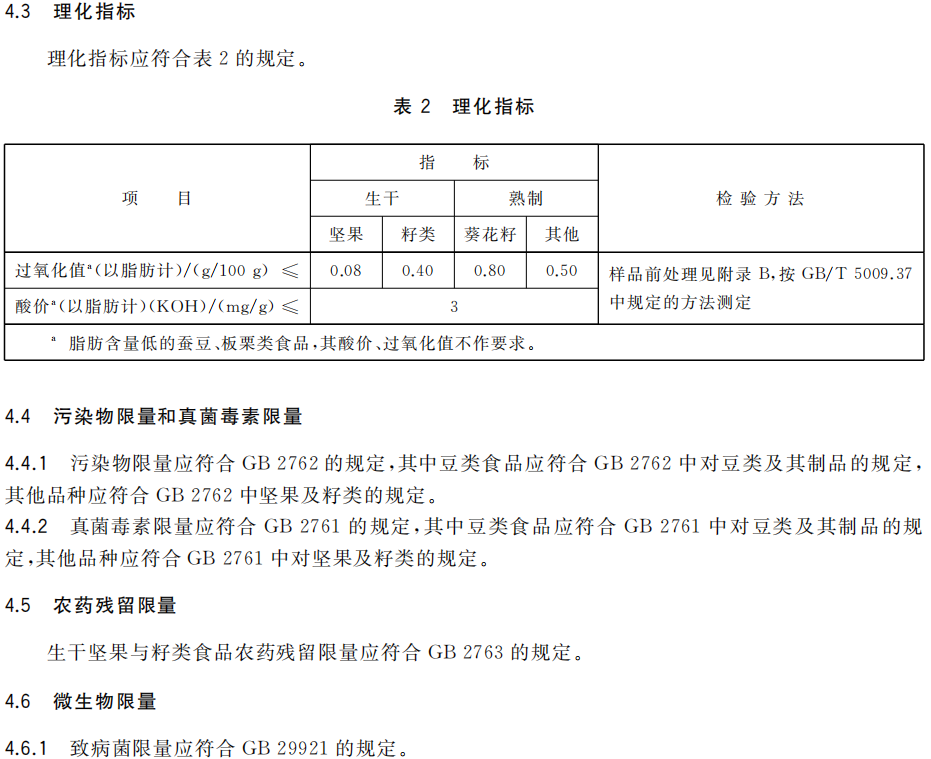 4.3 理化指标
理化指标应符合表 2 的规定。
表 2 理化指标
项 目
指 标
检 验 方 法
生干
熟制
坚果
籽类
葵花籽
其他
过氧化值ᵃ(以脂肪计)/(g/100 g) ≤
0.08
0.40
0.80
0.50
样品前处理见附录 B,按 GB/T 5009.37
中规定的方法测定
酸价ᵃ(以脂肪计)(KOH)/(mg/g) ≤
3
ᵃ 脂肪含量低的蚕豆、板栗类食品,其酸价、过氧化值不作要求。
4.4 污染物限量和真菌毒素限量
4.4.1 污染物限量应符合 GB 2762 的规定,其中豆类食品应符合 GB 2762 中对豆类及其制品的规定,
其他品种应符合 GB 2762 中坚果及籽类的规定。
4.4.2 真菌毒素限量应符合 GB 2761 的规定,其中豆类食品应符合 GB 2761 中对豆类及其制品的规
定,其他品种应符合 GB 2761 中对坚果及籽类的规定。
4.5 农药残留限量
生干坚果与籽类食品农药残留限量应符合 GB 2763 的规定。
4.6 微生物限量
4.6.1 致病菌限量应符合 GB 29921 的规定。